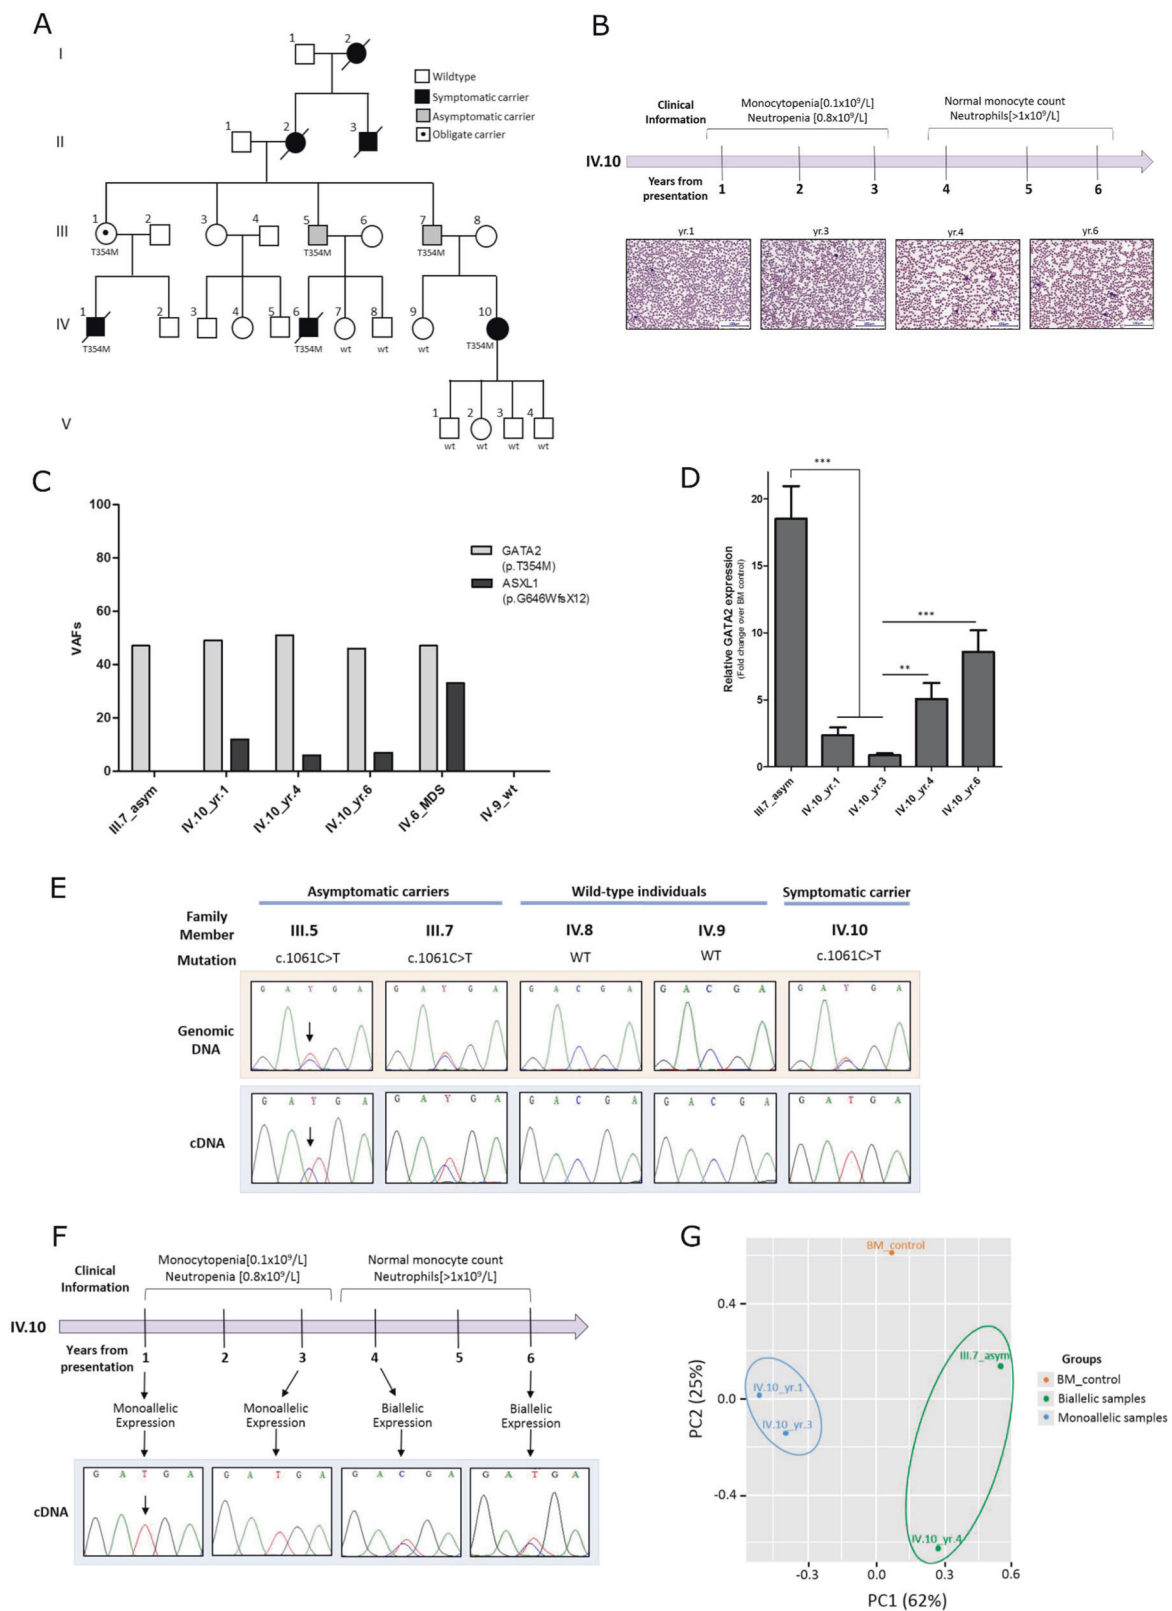 A
I
1
2
Wildtype
Symptomatic carrier
Asymptomatic carrier
Obligate carrier
II
1
2
3
III
1
2
3
4
5
6
7
8
T354M
T354M
T354M
IV
1
2
3
4
5
6
7
8
9
10
T354M
T354M
wt
wt
wt
T354M
V
1
2
3
4
wt
wt
wt
wt
B
Clinical
Information
Monocytopenia[0.1x10⁹/L]
Neutropenia [0.8x10⁹/L]
Normal monocyte count
Neutrophils[>1x10⁹/L]
IV.10
Years from
presentation
1
2
3
4
5
6
yr.1
yr.3
yr.4
yr.6
C
VAFs
100
80
60
40
20
0
GATA2
(p.T354M)
ASXL1
(p.G646WfsX12)
III.7_asym
IV.10_yr.1
IV.10_yr.4
IV.10_yr.6
IV.6_MDS
IV.9_wt
D
Relative GATA2 expression
(Fold change over BM control)
20
15
10
5
0
***
***
**
III.7_asym
IV.10_yr.1
IV.10_yr.3
IV.10_yr.4
IV.10_yr.6
E
Asymptomatic carriers
Wild-type individuals
Symptomatic carrier
Family
Member
III.5
III.7
IV.8
IV.9
IV.10
Mutation
c.1061C>T
c.1061C>T
WT
WT
c.1061C>T
Genomic
DNA
G A Y G A
G A Y G A
G A C G A
G A C G A
G A Y G A
cDNA
G A Y G A
G A Y G A
G A C G A
G A C G A
G A T G A
F
Clinical
Information
Monocytopenia[0.1x10⁹/L]
Neutropenia [0.8x10⁹/L]
Normal monocyte count
Neutrophils[>1x10⁹/L]
IV.10
Years from
presentation
1
2
3
4
5
6
Monoallelic
Expression
Monoallelic
Expression
Biallelic
Expression
Biallelic
Expression
cDNA
G A T G A
G A T G A
G A C G A
G A T G A
G
PC2 (25%)
0.4
0.0
-0.4
BM_control
III.7_asym
IV.10_yr.1
IV.10_yr.3
IV.10_yr.4
-0.3
0.0
0.3
0.6
PC1 (62%)
Groups
BM_control
Biallelic samples
Monoallelic samples